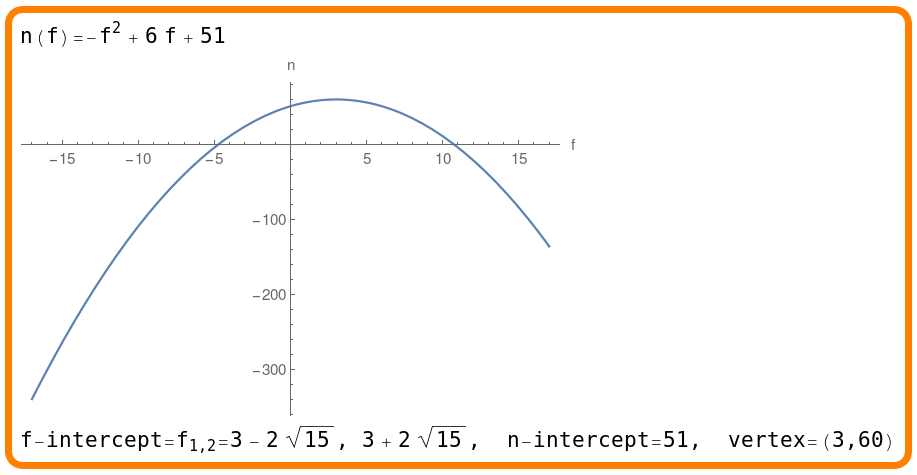 n(f)=-f² + 6 f + 51
n
f
-15 -10 -5 5 10 15
-100
-200
-300
f-intercept=f₁,₂=3 - 2 √15, 3 + 2 √15, n-intercept=51, vertex=(3,60)